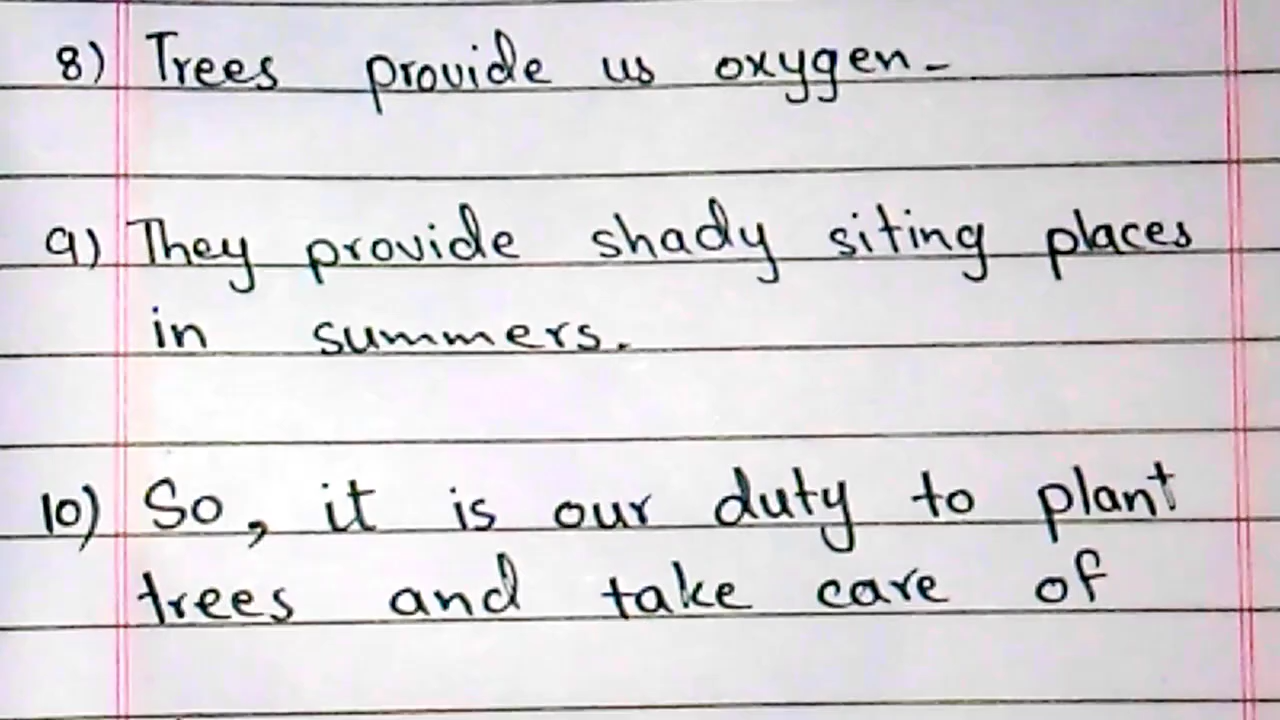 8) Trees provide us oxygen-
9) They provide shady siting places
in summers.
10) So, it is our duty to plant
trees and take care of